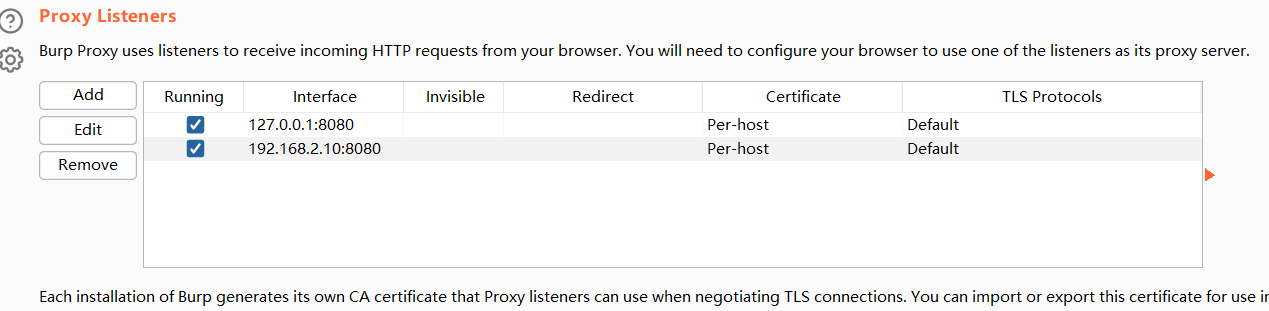 Proxy Listeners
Burp Proxy uses listeners to receive incoming HTTP requests from your browser. You will need to configure your browser to use one of the listeners as its proxy server.
Add
Edit
Remove
Running Interface Invisible Redirect Certificate TLS Protocols
127.0.0.1:8080 Per-host Default
192.168.2.10:8080 Per-host Default
Each installation of Burp generates its own CA certificate that Proxy listeners can use when negotiating TLS connections. You can import or export this certificate for use in